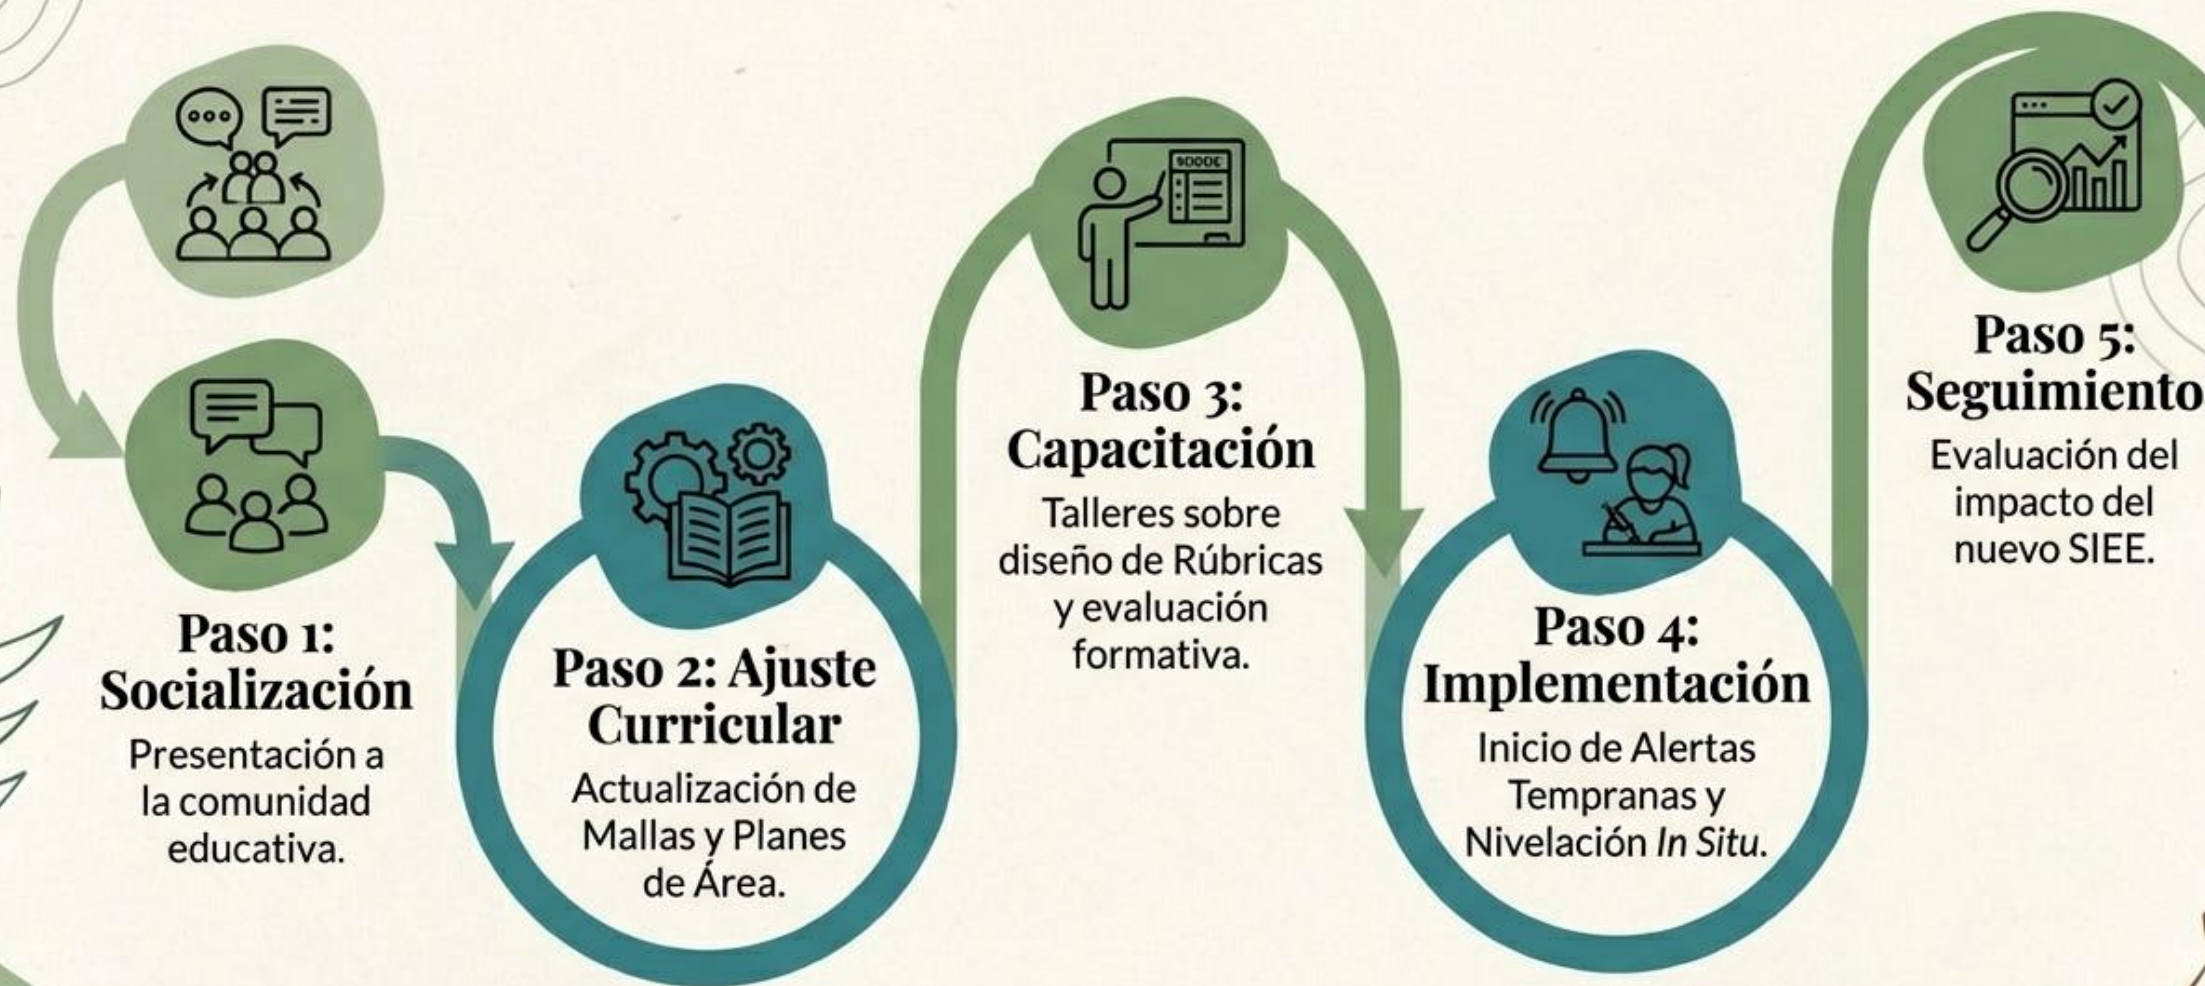 Paso 1:
Socialización
Presentación a
la comunidad
educativa.
Paso 2: Ajuste
Curricular
Actualización de
Mallas y Planes
de Área.
Paso 3:
Capacitación
Talleres sobre
diseño de Rúbricas
y evaluación
formativa.
Paso 4:
Implementación
Inicio de Alertas
Tempranas y
Nivelación In Situ.
Paso 5:
Seguimiento
Evaluación del
impacto del
nuevo SIEE.